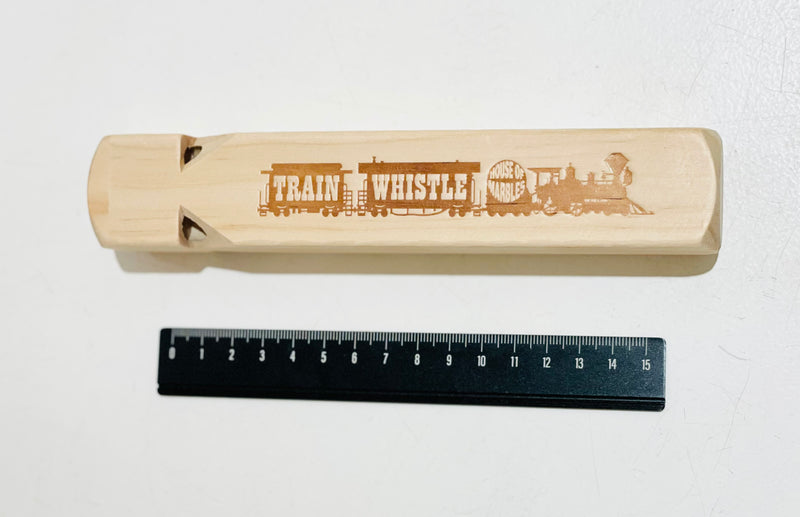 TRAIN WHISTLE
HOUSE OF
MARBLES
0 1 2 3 4 5 6 7 8 9 10 11 12 13 14 15